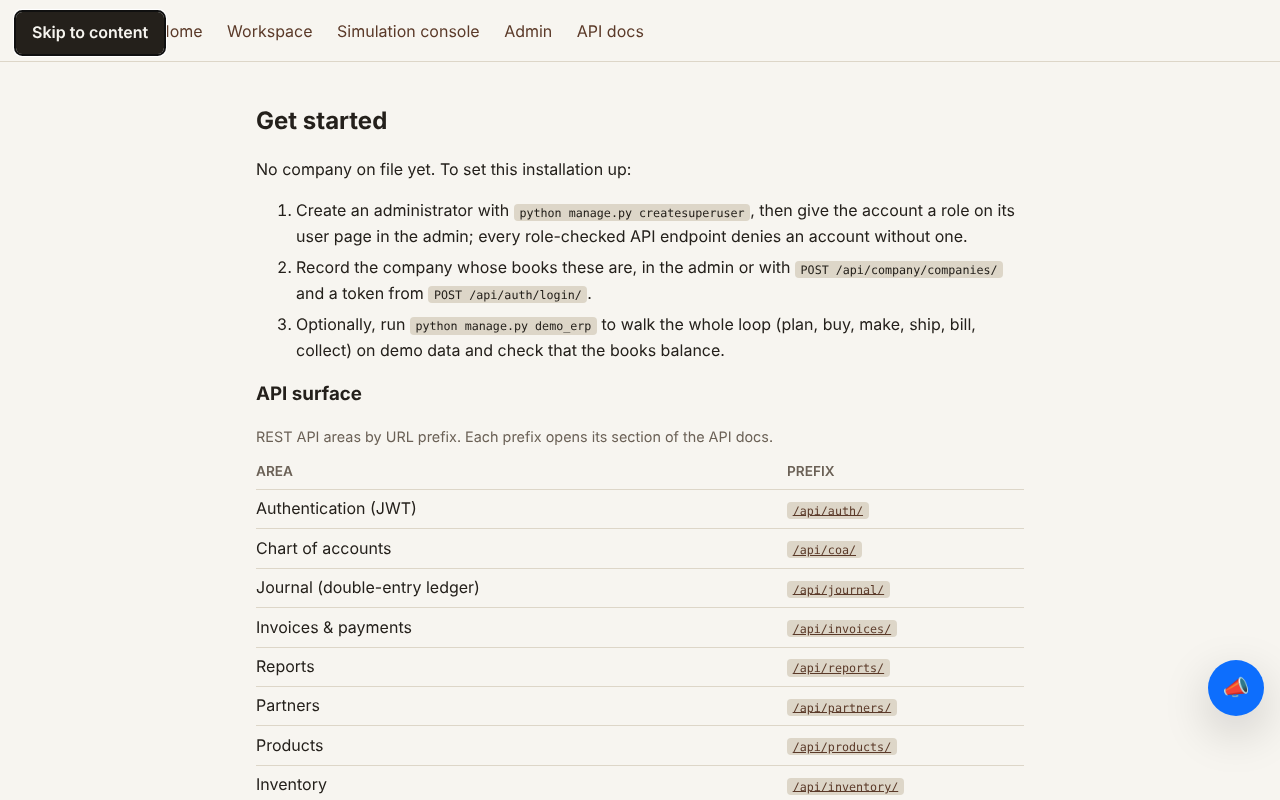 Skip to content
Workspace
Simulation console
Admin
API docs
Get started
No company on file yet. To set this installation up:
1. Create an administrator with python manage.py createsuperuser, then give the account a role on its
user page in the admin; every role-checked API endpoint denies an account without one.
2. Record the company whose books these are, in the admin or with POST /api/company/companies/
and a token from POST /api/auth/login/.
3. Optionally, run python manage.py demo_erp to walk the whole loop (plan, buy, make, ship, bill,
collect) on demo data and check that the books balance.
API surface
REST API areas by URL prefix. Each prefix opens its section of the API docs.
AREA PREFIX
Authentication (JWT) /api/auth/
Chart of accounts /api/coa/
Journal (double-entry ledger) /api/journal/
Invoices & payments /api/invoices/
Reports /api/reports/
Partners /api/partners/
Products /api/products/
Inventory /api/inventory/